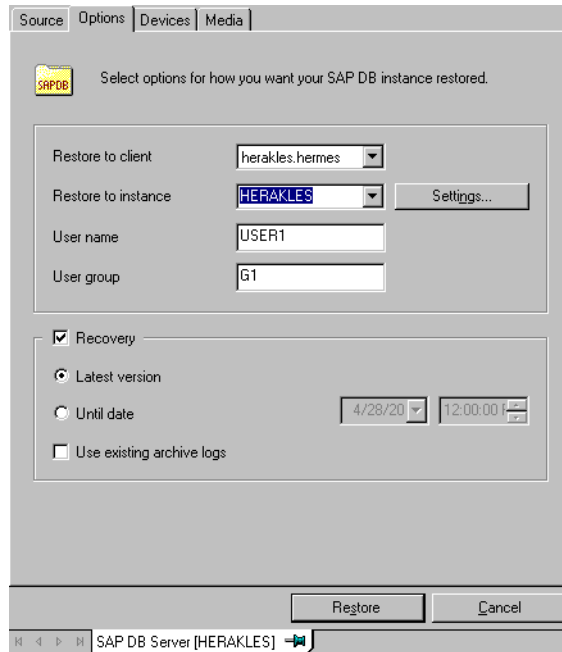 Source Options Devices Media
SAPDB
Select options for how you want your SAP DB instance restored.
Restore to client herakles.hermes
Restore to instance HERAKLES Settings...
User name USER1
User group G1
Recovery
Latest version
Until date 4/28/20 12:00:00
Use existing archive logs
Restore Cancel
SAP DB Server [HERAKLES]